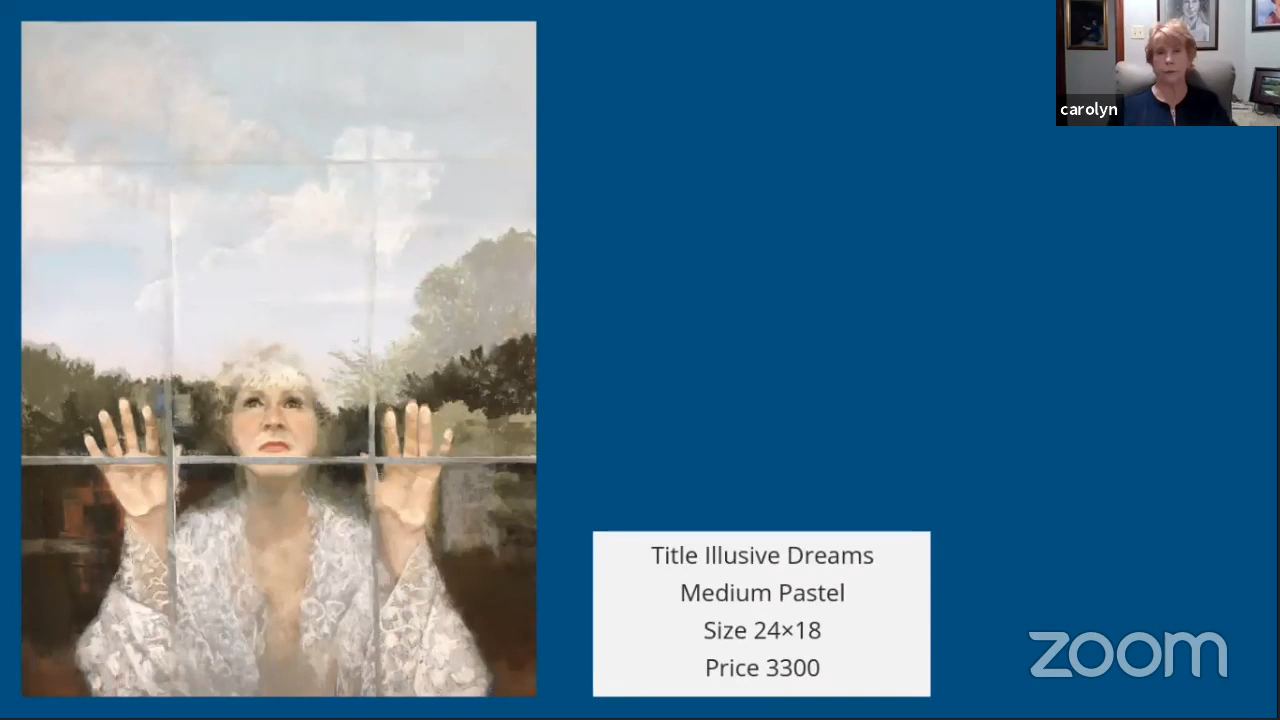 carolyn
Title Illusive Dreams
Medium Pastel
Size 24×18
Price 3300
zoom